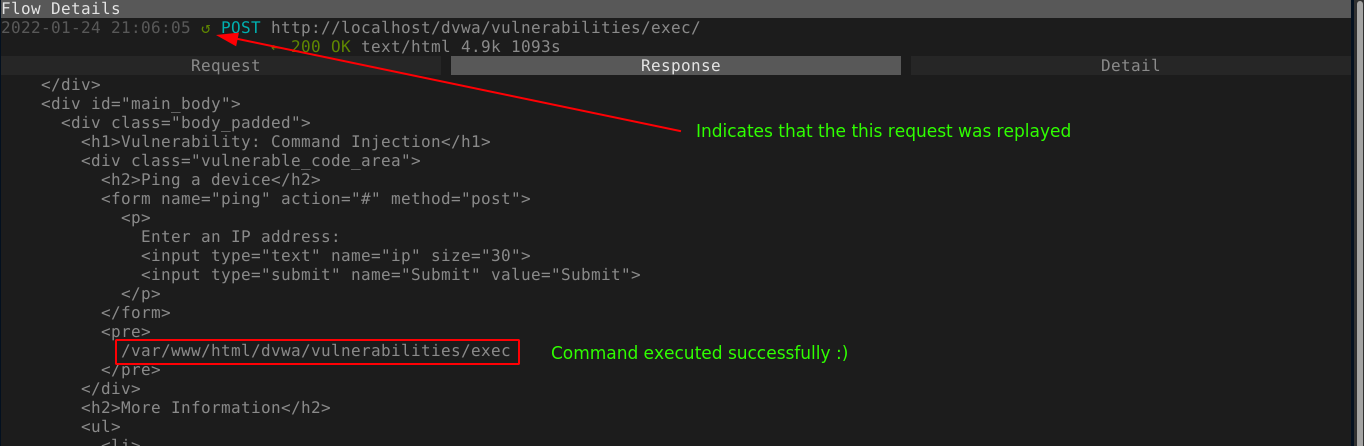 Flow Details
2022-01-24 21:06:05 ↺ POST http://localhost/dvwa/vulnerabilities/exec/
← 200 OK text/html 4.9k 1093s
Request Response Detail
</div>
<div id="main_body">
<div class="body_padded">
Indicates that the this request was replayed
<h1>Vulnerability: Command Injection</h1>
<div class="vulnerable_code_area">
<h2>Ping a device</h2>
<form name="ping" action="#" method="post">
<p>
Enter an IP address:
<input type="text" name="ip" size="30">
<input type="submit" name="Submit" value="Submit">
</p>
</form>
<pre>
/var/www/html/dvwa/vulnerabilities/exec Command executed successfully :)
</pre>
</div>
<h2>More Information</h2>
<ul>
<li>